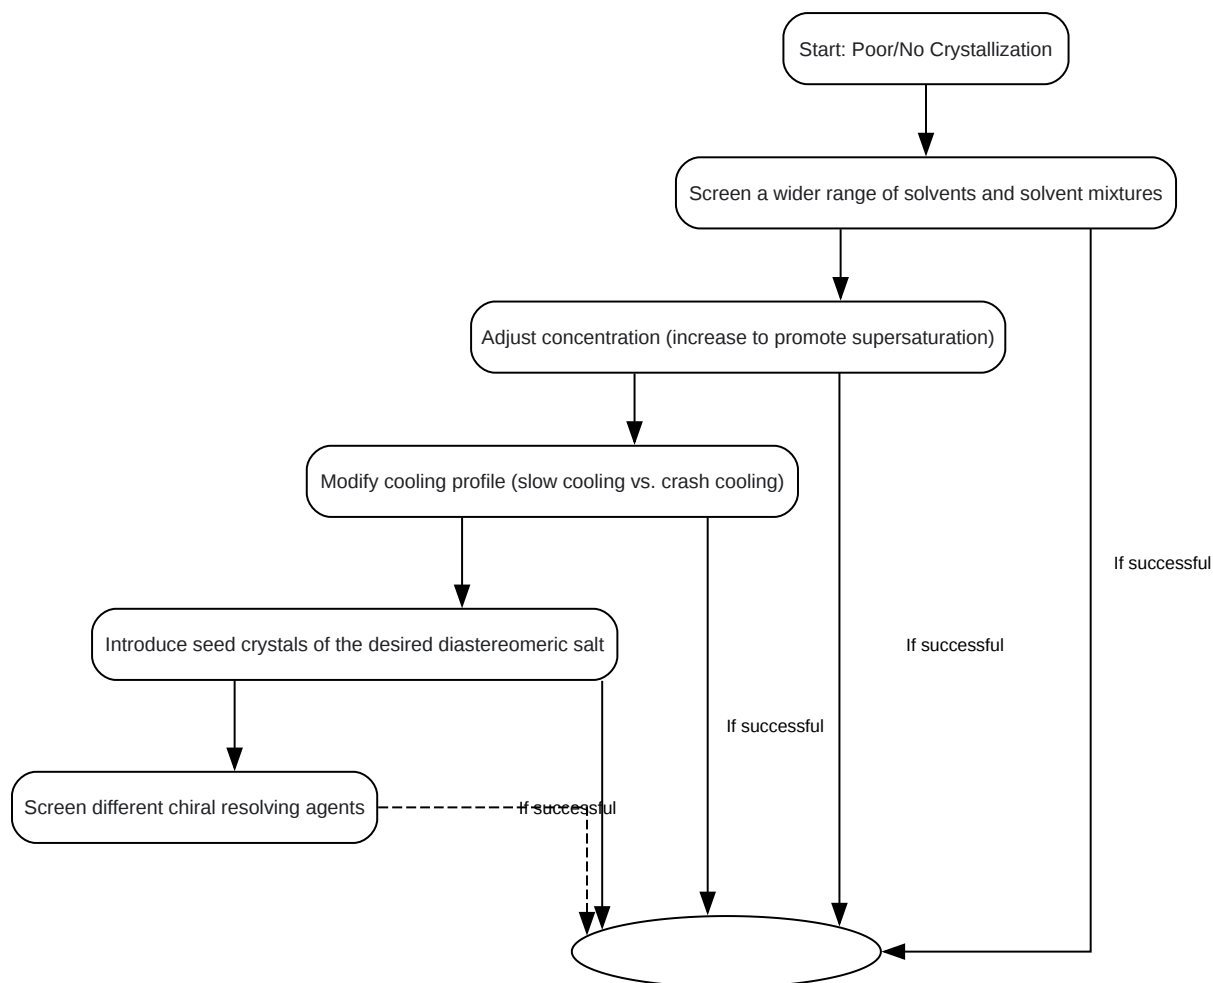 Start: Poor/No Crystallization
Screen a wider range of solvents and solvent mixtures
Adjust concentration (increase to promote supersaturation)
Modify cooling profile (slow cooling vs. crash cooling)
If successful
Introduce seed crystals of the desired diastereomeric salt
If successful
If successful
Screen different chiral resolving agents
If successful